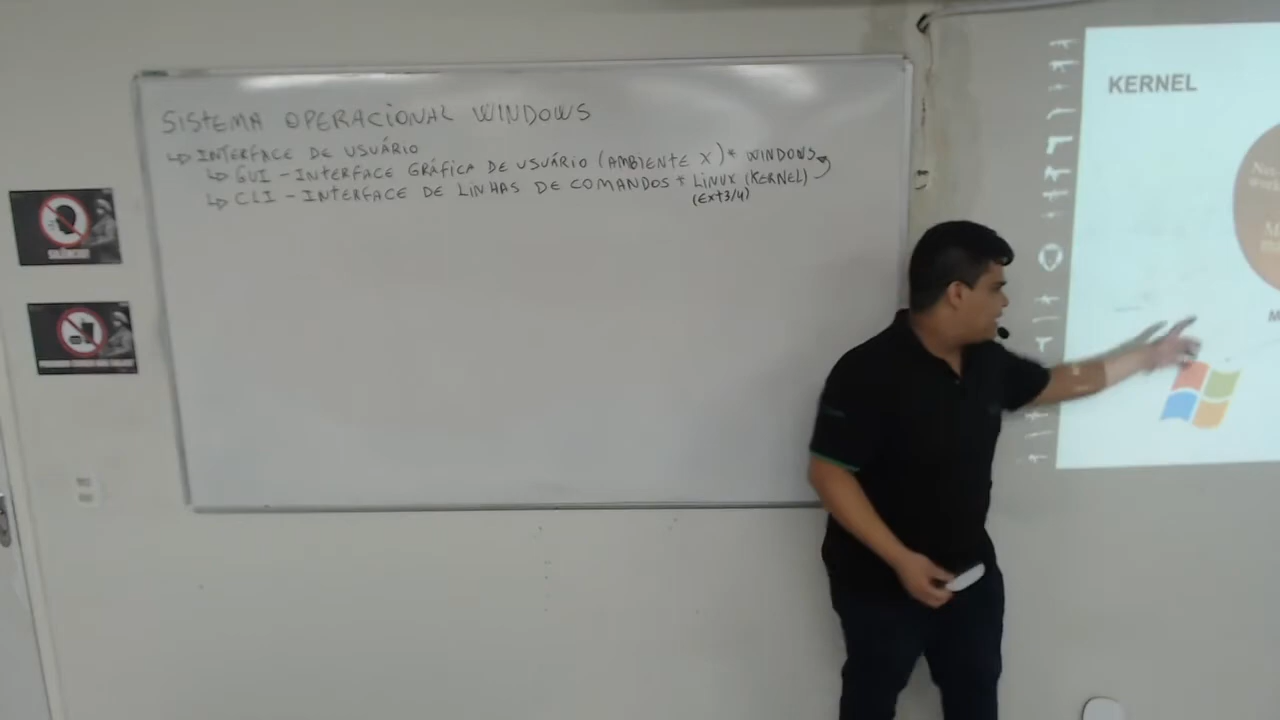 SISTEMA OPERACIONAL WINDOWS
↳ INTERFACE DE USUÁRIO
↳ GUI - INTERFACE GRÁFICA DE USUÁRIO (AMBIENTE X) * WINDOWS
↳ CLI - INTERFACE DE LINHAS DE COMANDOS * LINUX (KERNEL)
(Ext3/4)
KERNEL
SILÊNCIO